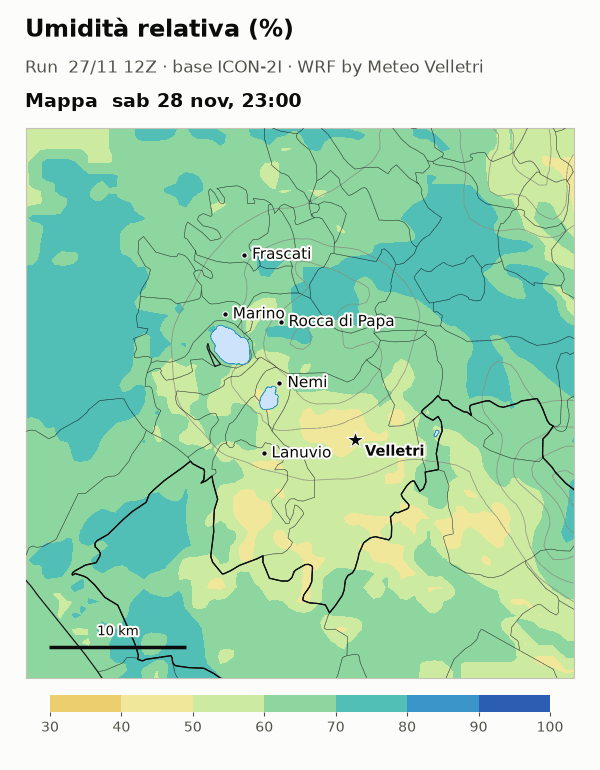 Umidità relativa (%)
Run  27/11 12Z · base ICON-2I · WRF by Meteo Velletri
Mappa  sab 28 nov, 23:00
Frascati
Marino
Rocca di Papa
Nemi
Velletri
Lanuvio
10 km
30 40 50 60 70 80 90 100